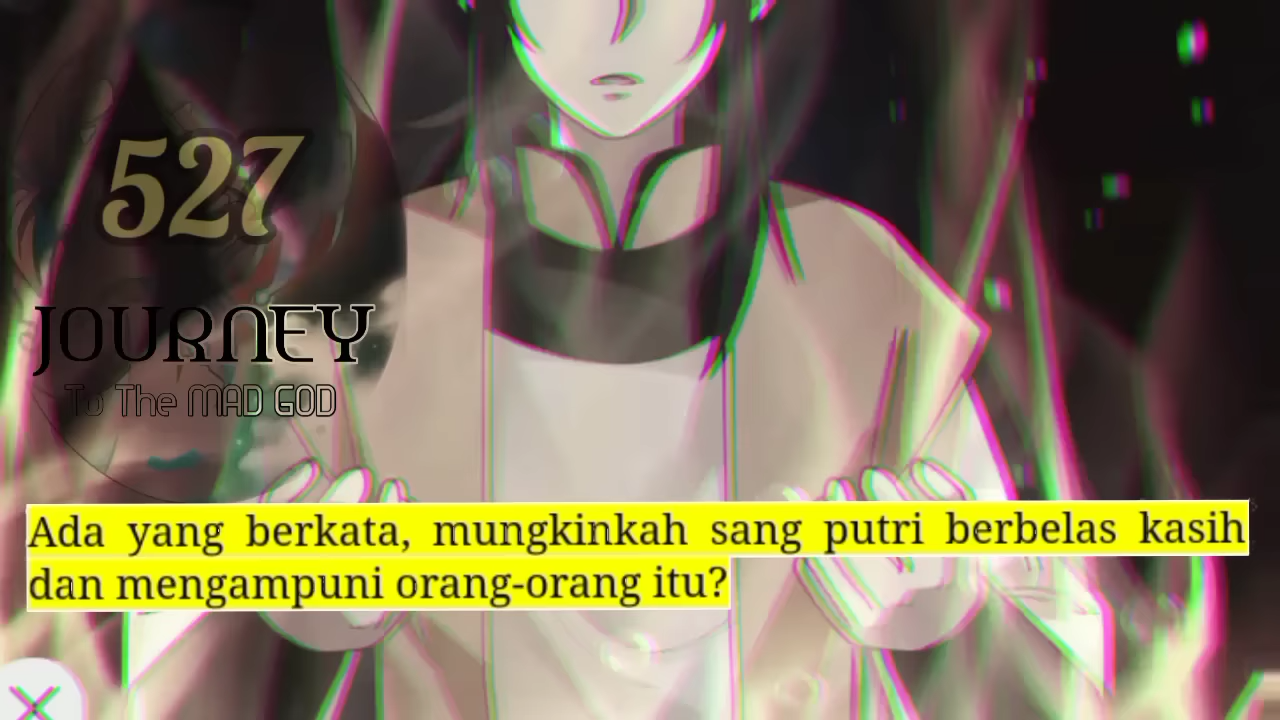 527
JOURNEY
To The MAD GOD
Ada yang berkata, mungkinkah sang putri berbelas kasih
dan mengampuni orang-orang itu?